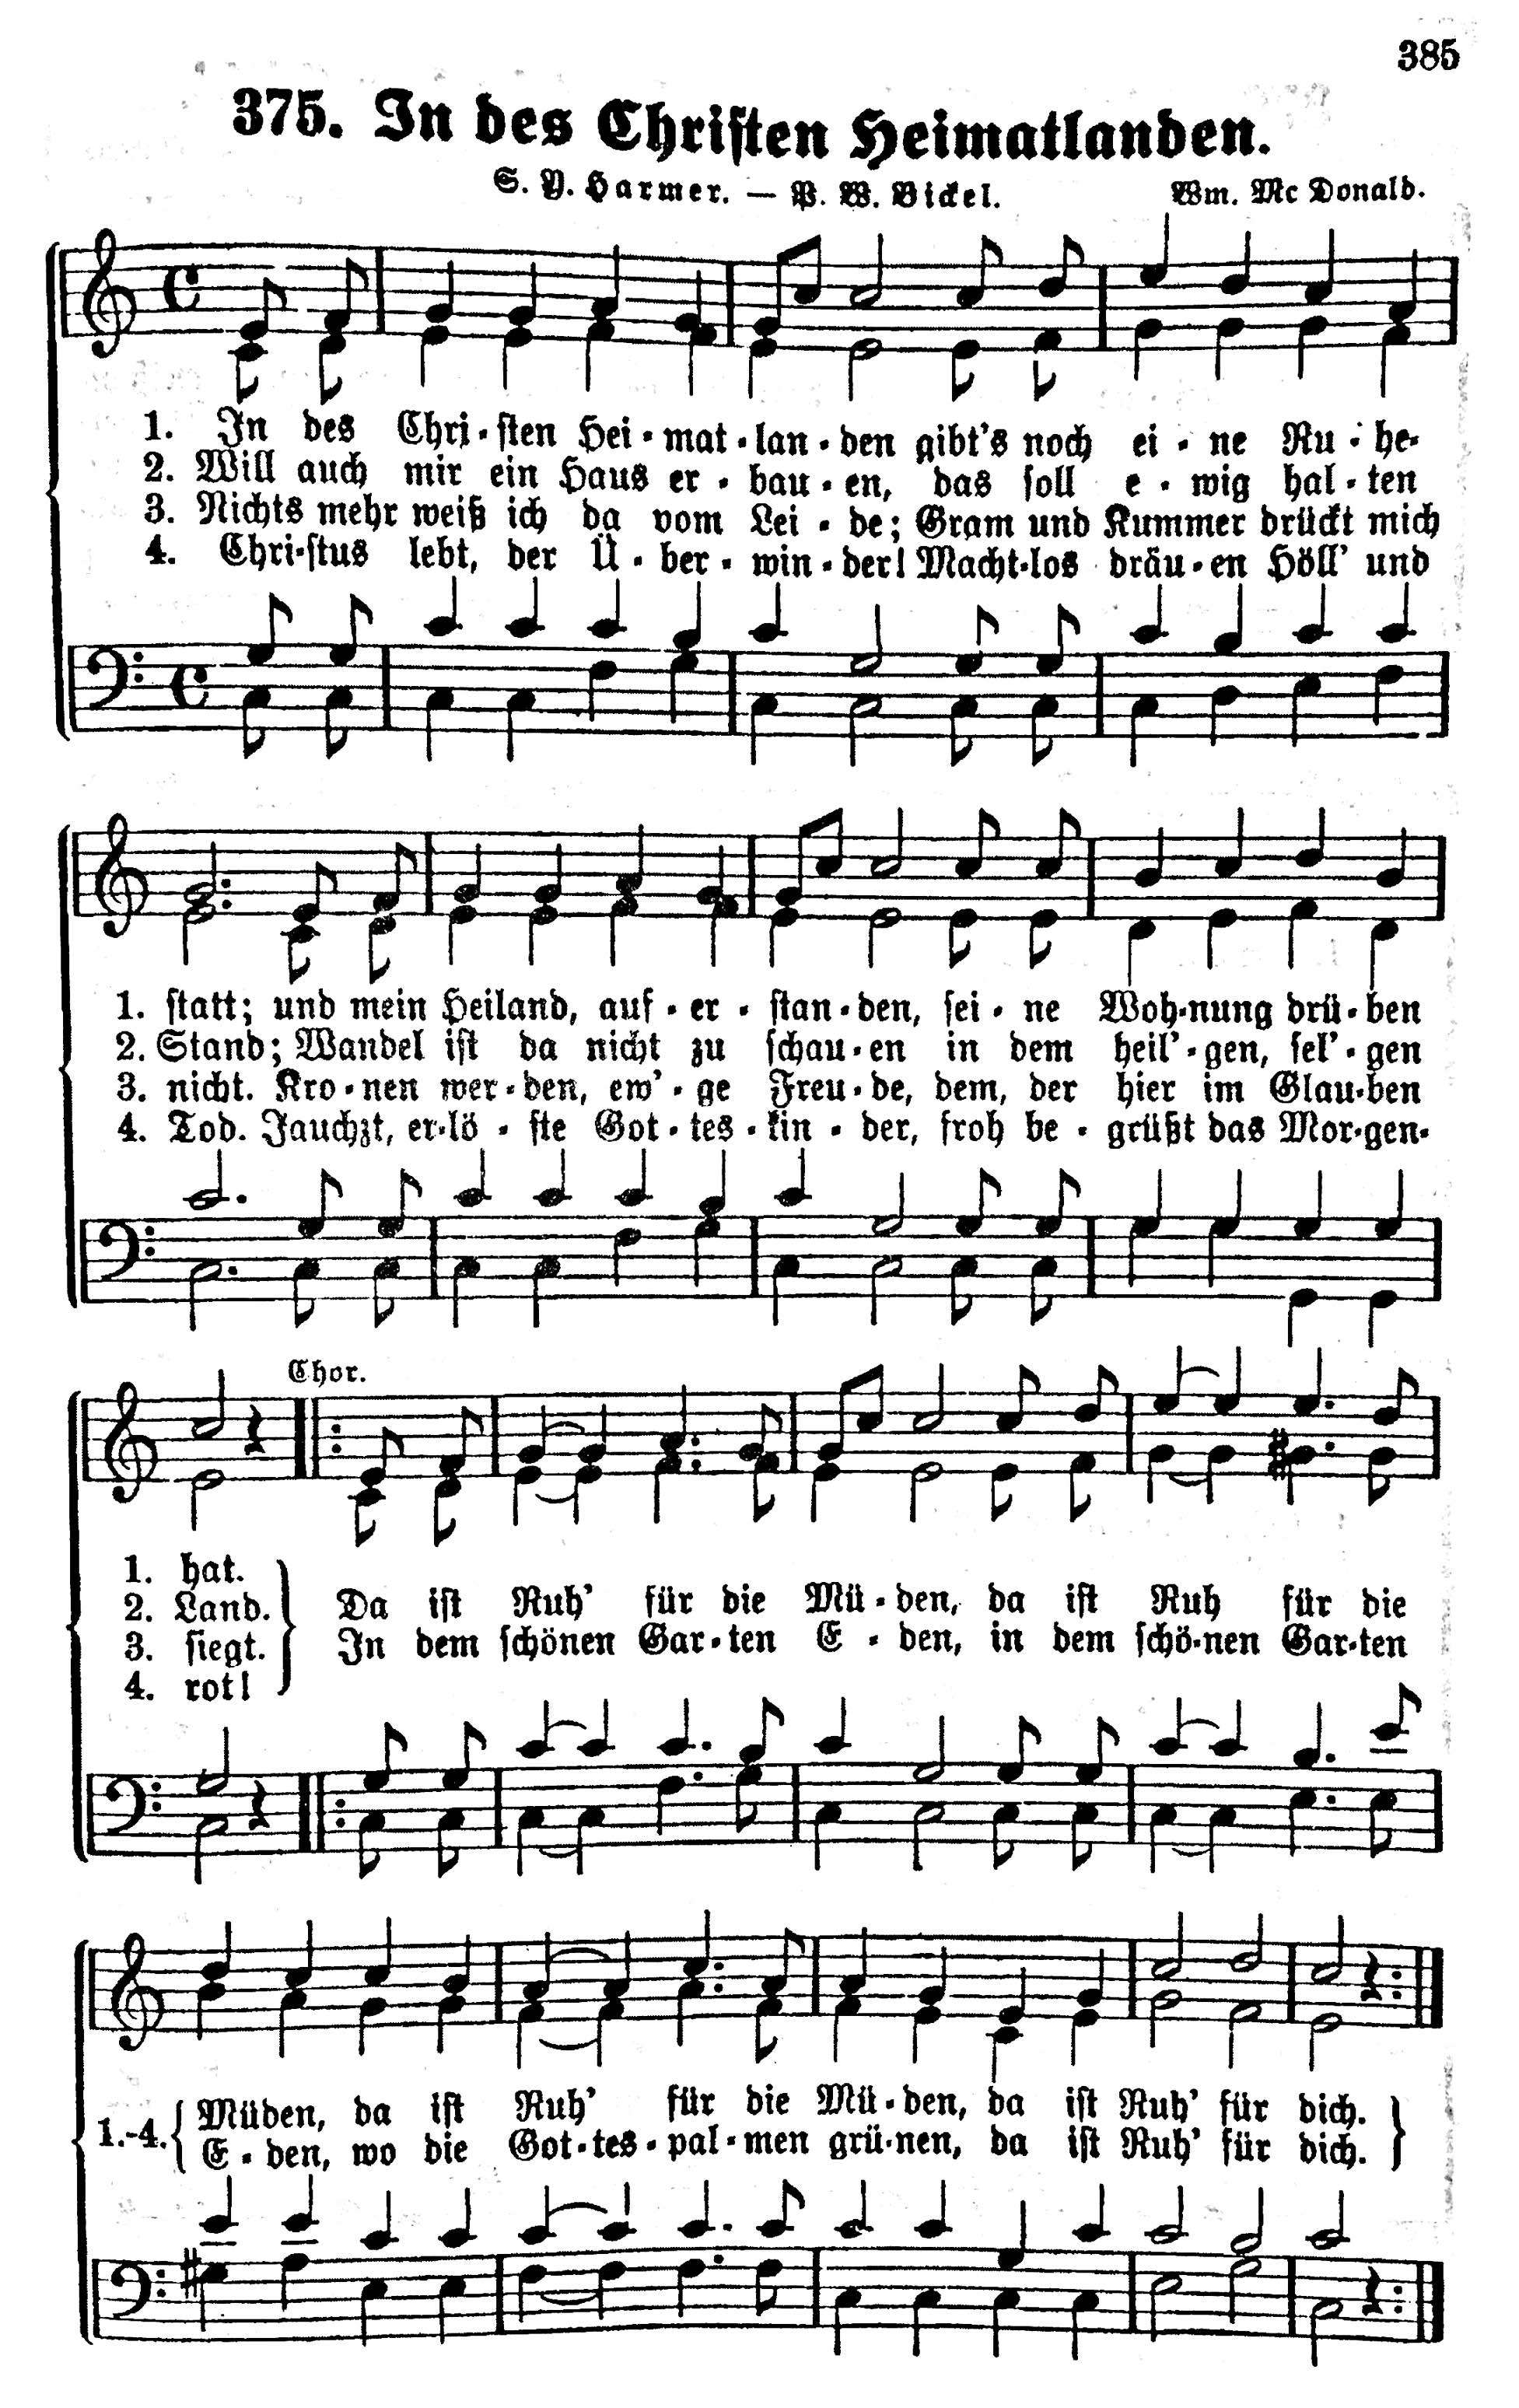 385
375. In des Christen Heimatlanden.
S. Y. Harmer. — P. W. Bickel. Wm. Mc Donald.
1. In des Chri-sten Hei-mat-lan-den gibt's noch ei-ne Ru-he-
2. Will auch mir ein Haus er-bau-en, das soll e-wig hal-ten
3. Nichts mehr weiß ich da vom Lei-de; Gram und Kummer drückt mich
4. Chri-stus lebt, der Ü-ber-win-der! Macht-los dräu-en Höll' und
1. statt; und mein Heiland, auf-er-stan-den, sei-ne Woh-nung drü-ben
2. Stand; Wandel ist da nicht zu schau-en in dem heil'-gen, sel'-gen
3. nicht. Kro-nen wer-den, ew'-ge Freu-de, dem, der hier im Glau-ben
4. Tod. Jauchzt, er-lö-ste Got-tes-kin-der, froh be-grüßt das Mor-gen-
Chor.
1. hat.
2. Land.
3. siegt.
4. rot!
Da ist Ruh' für die Mü-den, da ist Ruh für die
In dem schönen Gar-ten E-den, in dem schö-nen Gar-ten
1.-4.
Müden, da ist Ruh' für die Mü-den, da ist Ruh' für dich.
E-den, wo die Got-tes-pal-men grü-nen, da ist Ruh' für dich.